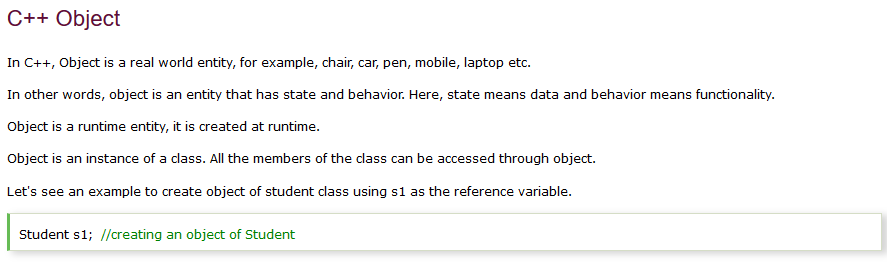 C++ Object
In C++, Object is a real world entity, for example, chair, car, pen, mobile, laptop etc.
In other words, object is an entity that has state and behavior. Here, state means data and behavior means functionality.
Object is a runtime entity, it is created at runtime.
Object is an instance of a class. All the members of the class can be accessed through object.
Let's see an example to create object of student class using s1 as the reference variable.
Student s1;  //creating an object of Student